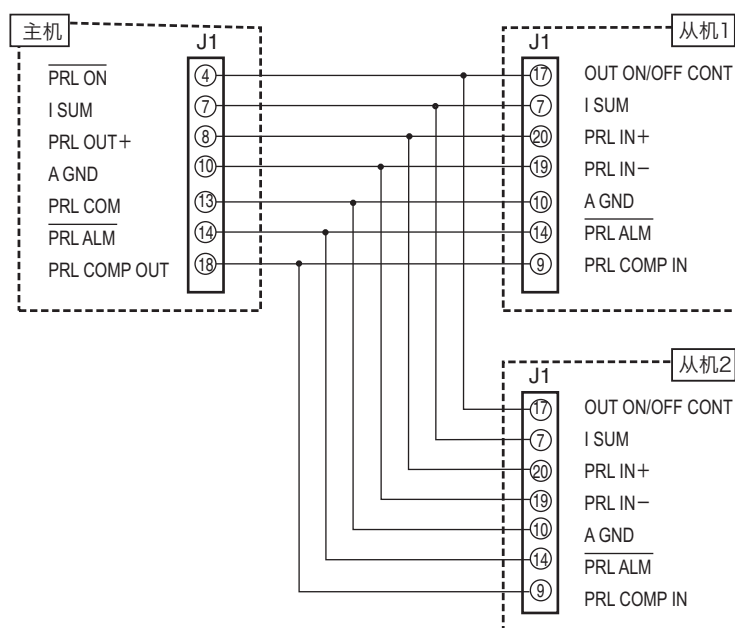 主机
J1
PRL ON ④
I SUM ⑦
PRL OUT+ ⑧
A GND ⑩
PRL COM ⑬
PRL ALM ⑭
PRL COMP OUT ⑱
从机1
J1
⑰ OUT ON/OFF CONT
⑦ I SUM
⑳ PRL IN+
⑲ PRL IN−
⑩ A GND
⑭ PRL ALM
⑨ PRL COMP IN
从机2
J1
⑰ OUT ON/OFF CONT
⑦ I SUM
⑳ PRL IN+
⑲ PRL IN−
⑩ A GND
⑭ PRL ALM
⑨ PRL COMP IN